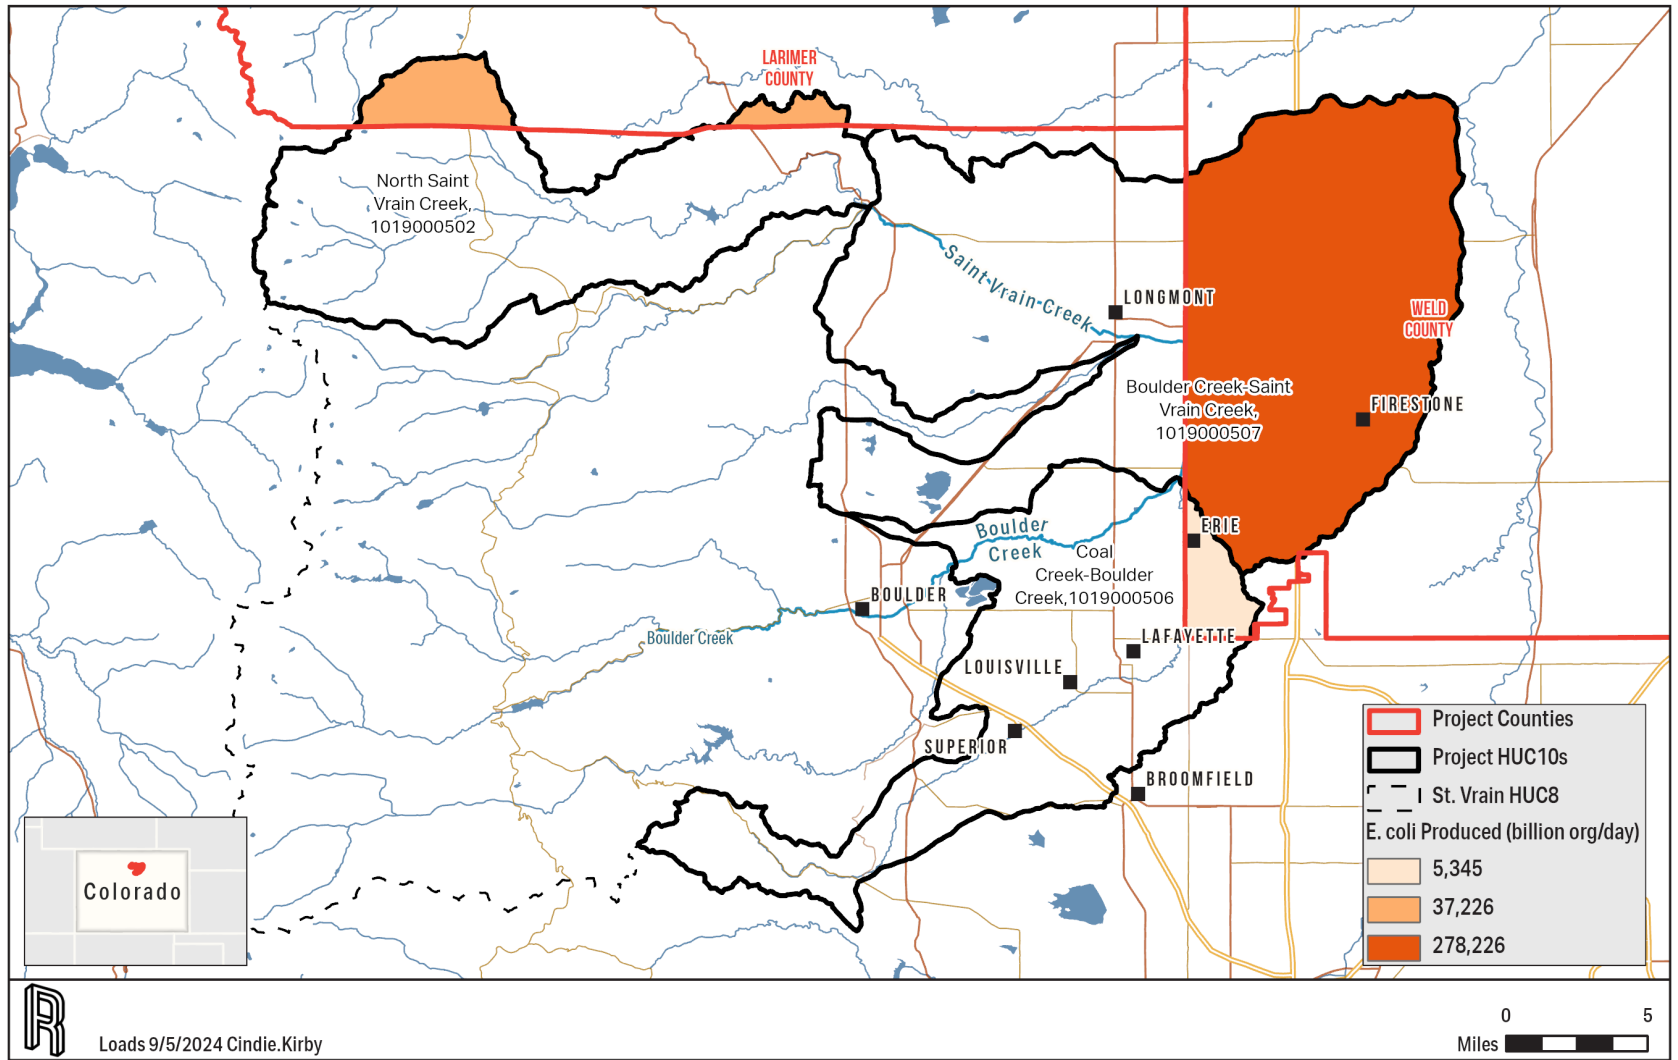 LARIMER
COUNTY
North Saint
Vrain Creek,
1019000502
Saint Vrain Creek
LONGMONT
WELD
COUNTY
Boulder Creek-Saint
Vrain Creek,
1019000507
FIRESTONE
ERIE
Boulder
Creek
Coal
Creek-Boulder
Creek,1019000506
BOULDER
Boulder Creek
LAFAYETTE
LOUISVILLE
SUPERIOR
BROOMFIELD
Project Counties
Project HUC10s
St. Vrain HUC8
E. coli Produced (billion org/day)
5,345
37,226
278,226
Colorado
R
Loads 9/5/2024 Cindie.Kirby
0 5
Miles